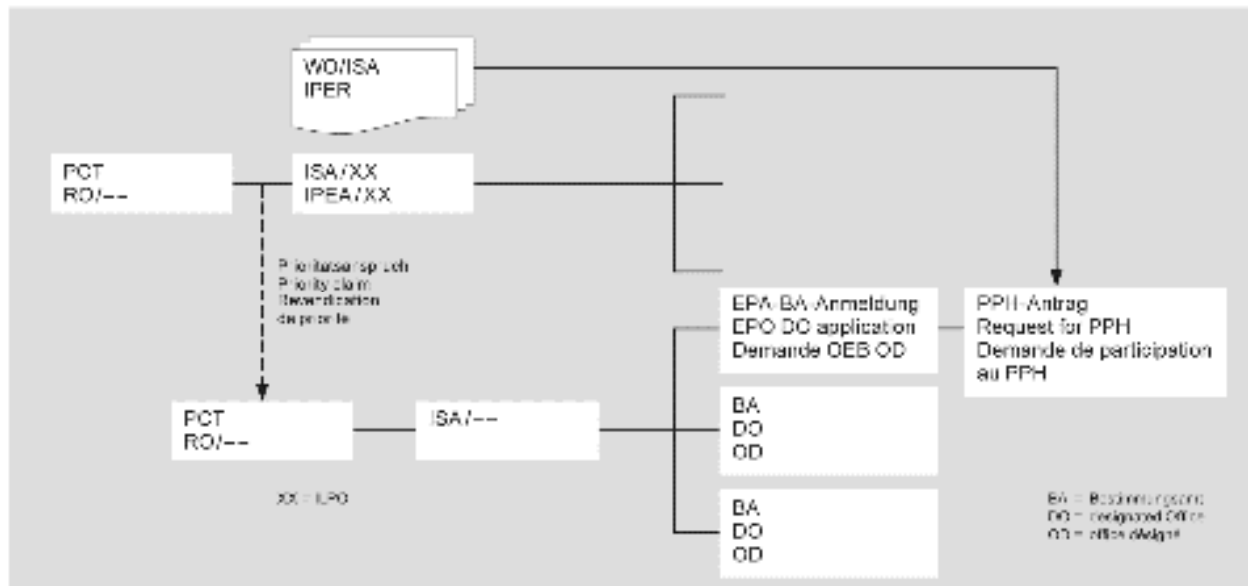 WO/ISA
IPER
PCT
RO/––
ISA/XX
IPEA/XX
Prioritätsanspruch
Priority claim
Revendication
de priorité
EPA-BA-Anmeldung
EPO DO application
Demande OEB OD
PPH-Antrag
Request for PPH
Demande de participation
au PPH
PCT
RO/––
ISA/––
BA
DO
OD
XX = ILPO
BA
DO
OD
BA = Bestimmungsamt
DO = designated Office
OD = office désigné